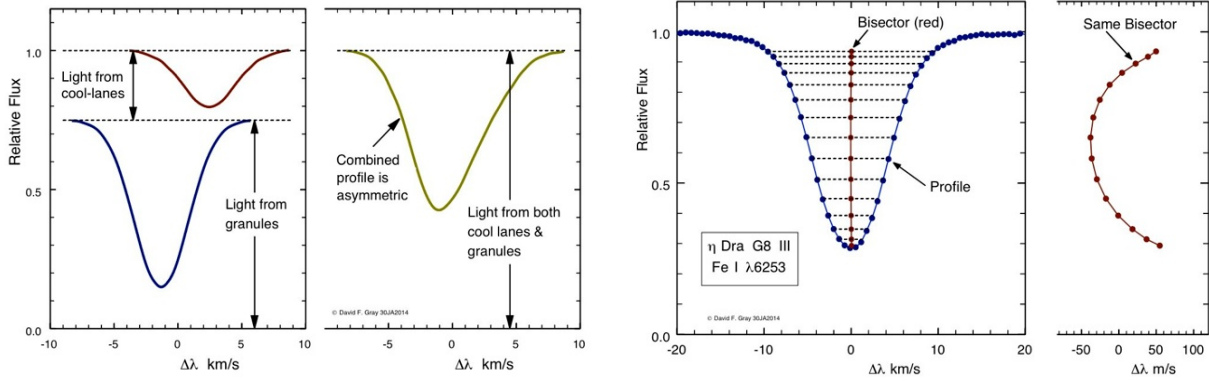 1.0
0.5
0.0
Relative Flux
Light from
cool-lanes
Light from
granules
-10
-5
0
5
10
Δλ km/s
Combined
profile is
asymmetric
Light from both
cool lanes &
granules
© David F. Gray 30JA2014
-5
0
5
10
Δλ km/s
1.0
0.5
0.0
Relative Flux
Bisector (red)
Profile
η Dra G8 III
Fe I λ6253
© David F. Gray 30JA2014
-20
-10
0
10
20
Δλ km/s
Same Bisector
-50
0
50
100
Δλ m/s